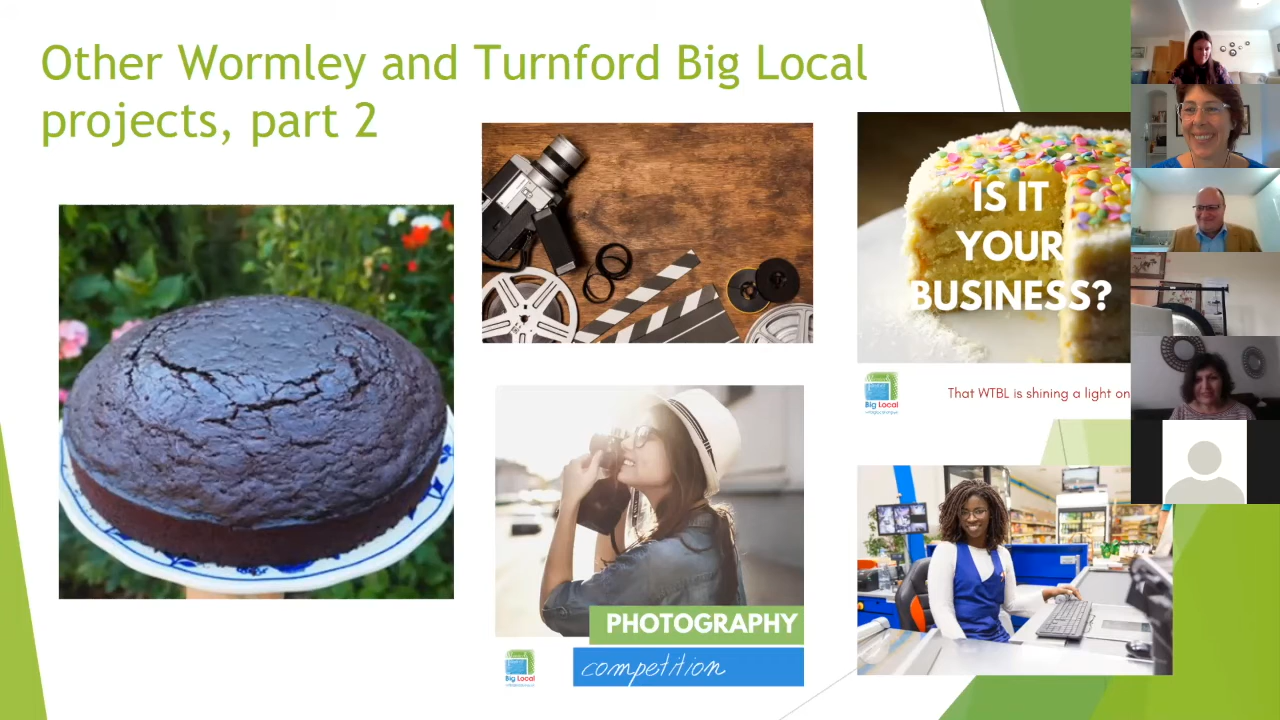 Other Wormley and Turnford Big Local
projects, part 2
IS IT
YOUR
BUSINESS?
Big Local
That WTBL is shining a light on
PHOTOGRAPHY
competition
Big Local